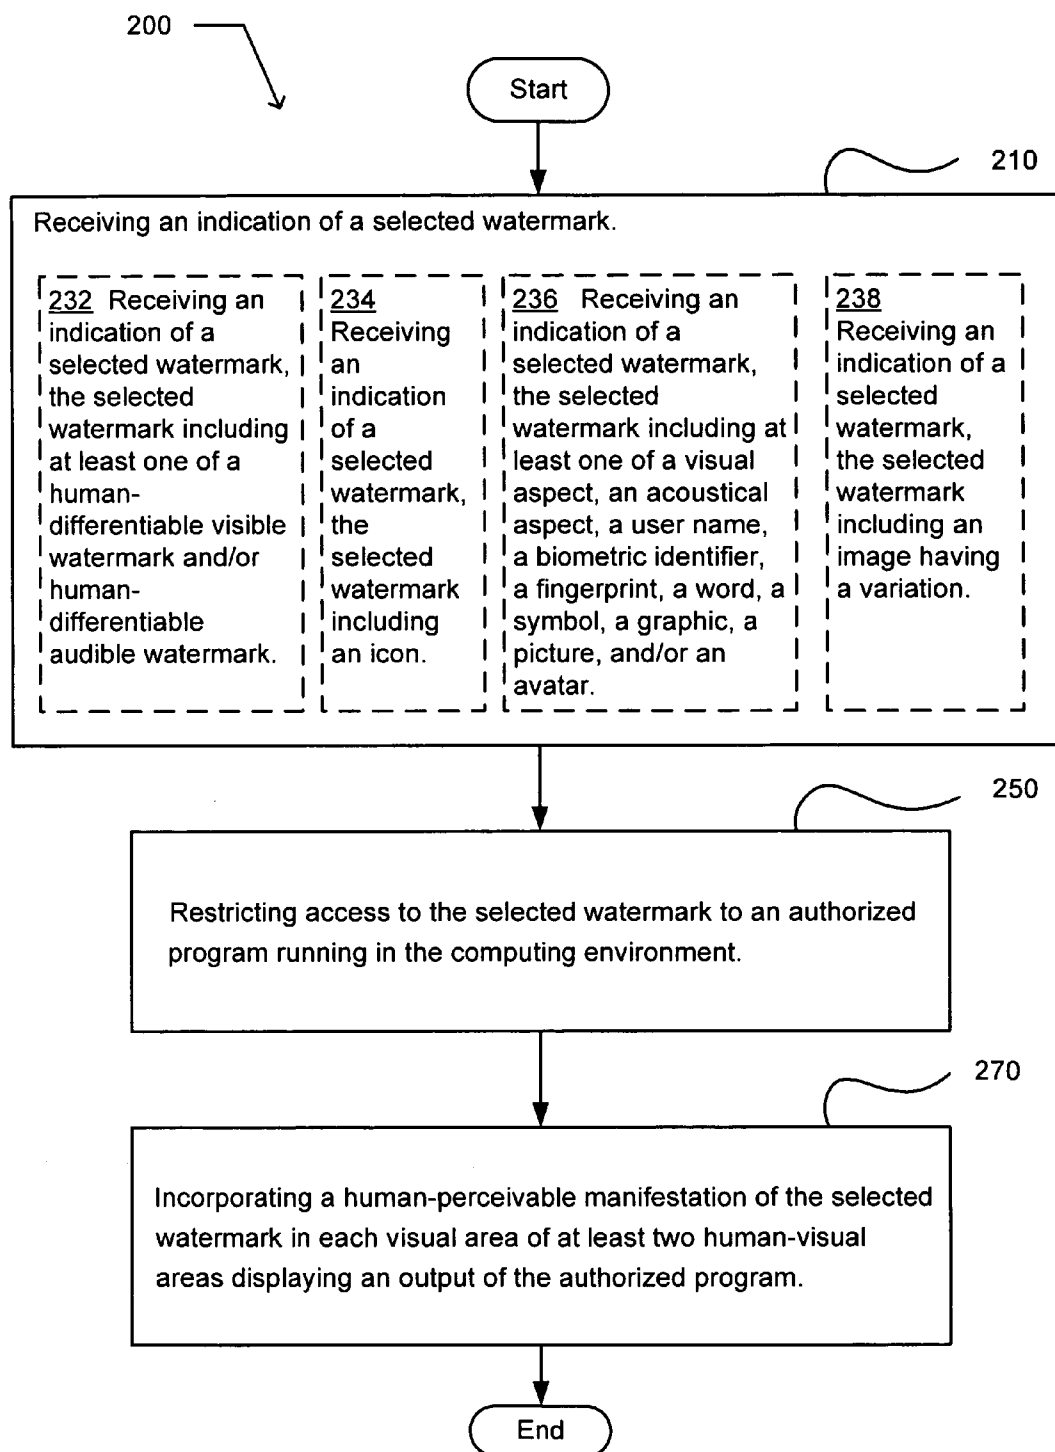 200
Start
210
Receiving an indication of a selected watermark.
232 Receiving an
indication of a
selected watermark,
the selected
watermark including
at least one of a
human-
differentiable visible
watermark and/or
human-
differentiable
audible watermark.
234
Receiving
an
indication
of a
selected
watermark,
the
selected
watermark
including
an icon.
236 Receiving an
indication of a
selected watermark,
the selected
watermark including at
least one of a visual
aspect, an acoustical
aspect, a user name,
a biometric identifier,
a fingerprint, a word, a
symbol, a graphic, a
picture, and/or an
avatar.
238
Receiving an
indication of a
selected
watermark,
the selected
watermark
including an
image having
a variation.
250
Restricting access to the selected watermark to an authorized
program running in the computing environment.
270
Incorporating a human-perceivable manifestation of the selected
watermark in each visual area of at least two human-visual
areas displaying an output of the authorized program.
End